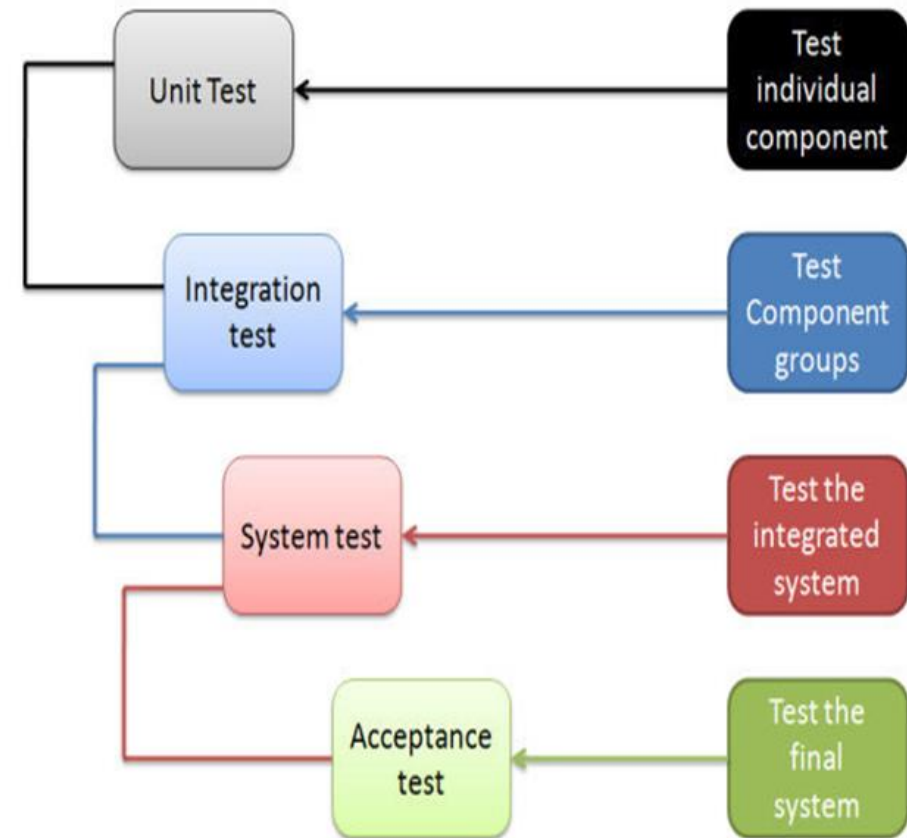 Unit Test
Test
individual
component
Integration
test
Test
Component
groups
System test
Test the
integrated
system
Acceptance
test
Test the
final
system